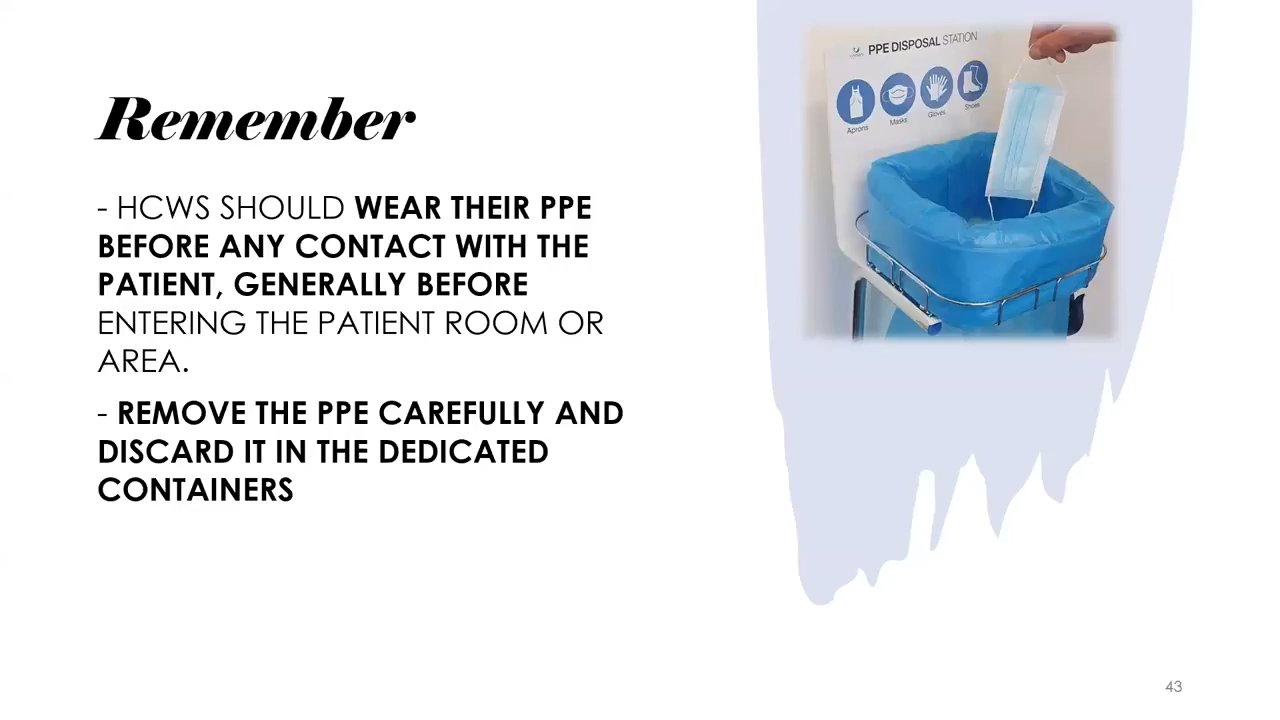 Remember
- HCWS SHOULD WEAR THEIR PPE
BEFORE ANY CONTACT WITH THE
PATIENT, GENERALLY BEFORE
ENTERING THE PATIENT ROOM OR
AREA.
- REMOVE THE PPE CAREFULLY AND
DISCARD IT IN THE DEDICATED
CONTAINERS
PPE DISPOSAL STATION
Aprons Masks Gloves Shoes
43